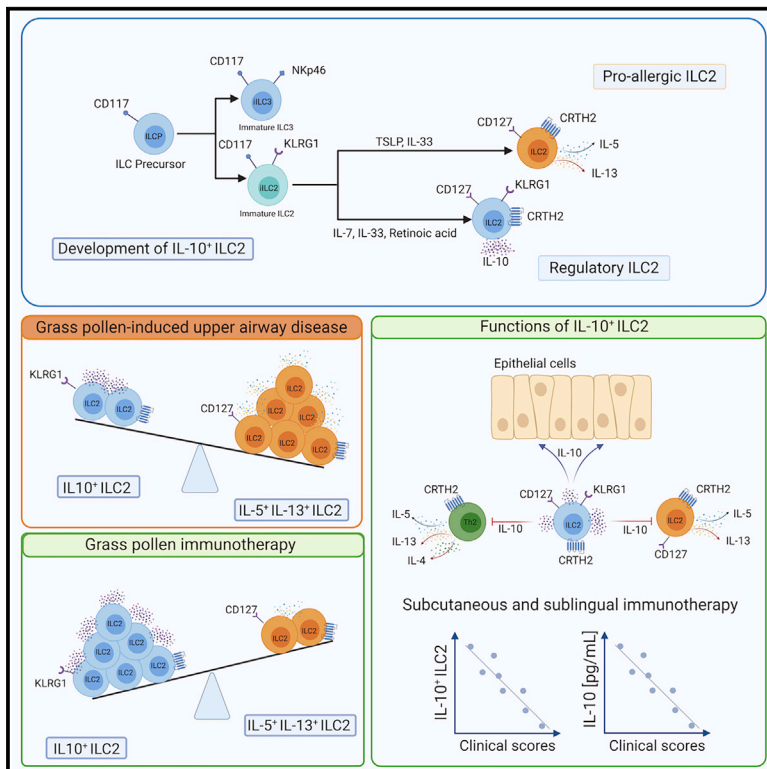 CD117
NKp46
iILC3
Immature ILC3
CD117
ILCP
ILC Precursor
CD117
KLRG1
iILC2
Immature ILC2
Pro-allergic ILC2
TSLP, IL-33
CD127
CRTH2
ILC2
IL-5
IL-13
IL-7, IL-33, Retinoic acid
CD127
KLRG1
ILC2
CRTH2
IL-10
Regulatory ILC2
Development of IL-10⁺ ILC2
Grass pollen-induced upper airway disease
KLRG1
ILC2
ILC2
IL10⁺ ILC2
CD127
ILC2
ILC2
ILC2
ILC2
ILC2
ILC2
IL-5⁺ IL-13⁺ ILC2
Grass pollen immunotherapy
KLRG1
ILC2
ILC2
ILC2
ILC2
ILC2
ILC2
IL10⁺ ILC2
CD127
ILC2
ILC2
IL-5⁺ IL-13⁺ ILC2
Functions of IL-10⁺ ILC2
Epithelial cells
IL-10
CRTH2
IL-5
IL-13
IL-4
Th2
IL-10
CD127
KLRG1
ILC2
CRTH2
IL-10
CRTH2
ILC2
IL-5
IL-13
CD127
Subcutaneous and sublingual immunotherapy
IL-10⁺ ILC2
Clinical scores
IL-10 [pg/mL]
Clinical scores